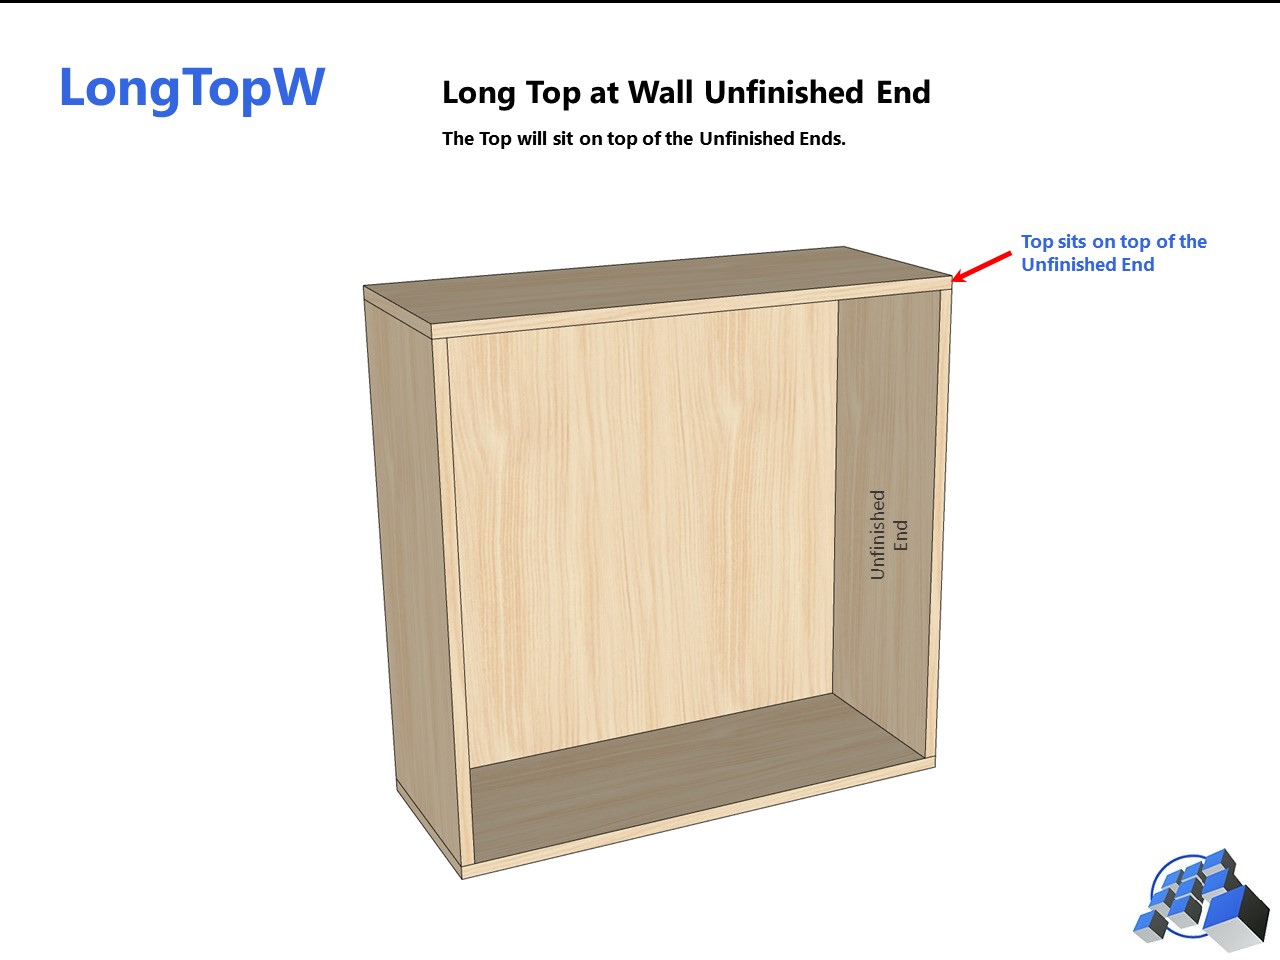 LongTopW
Long Top at Wall Unfinished End
The Top will sit on top of the Unfinished Ends.
Top sits on top of the
Unfinished End
Unfinished
End